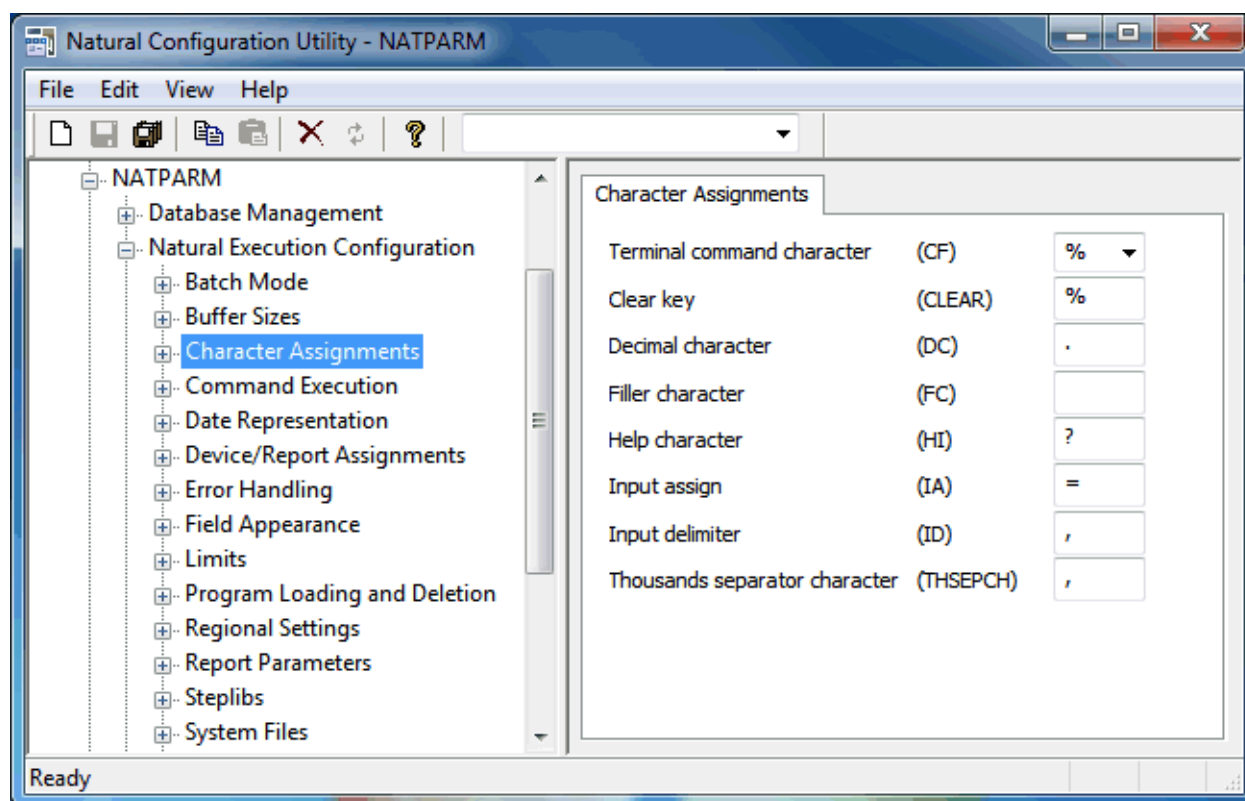 Natural Configuration Utility - NATPARM
File Edit View Help
NATPARM
Database Management
Natural Execution Configuration
Batch Mode
Buffer Sizes
Character Assignments
Command Execution
Date Representation
Device/Report Assignments
Error Handling
Field Appearance
Limits
Program Loading and Deletion
Regional Settings
Report Parameters
Steplibs
System Files
Character Assignments
Terminal command character (CF) %
Clear key (CLEAR) %
Decimal character (DC) .
Filler character (FC)
Help character (HI) ?
Input assign (IA) =
Input delimiter (ID) ,
Thousands separator character (THSEPCH) ,
Ready